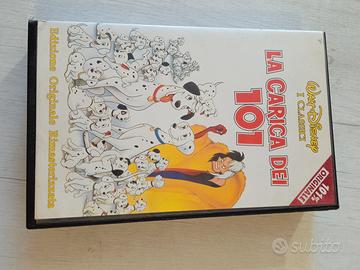 Walt Disney
I CLASSICI
LA CARICA DEI
101
ORIGINALE
Edizione Originale Rimasterizzata
subito